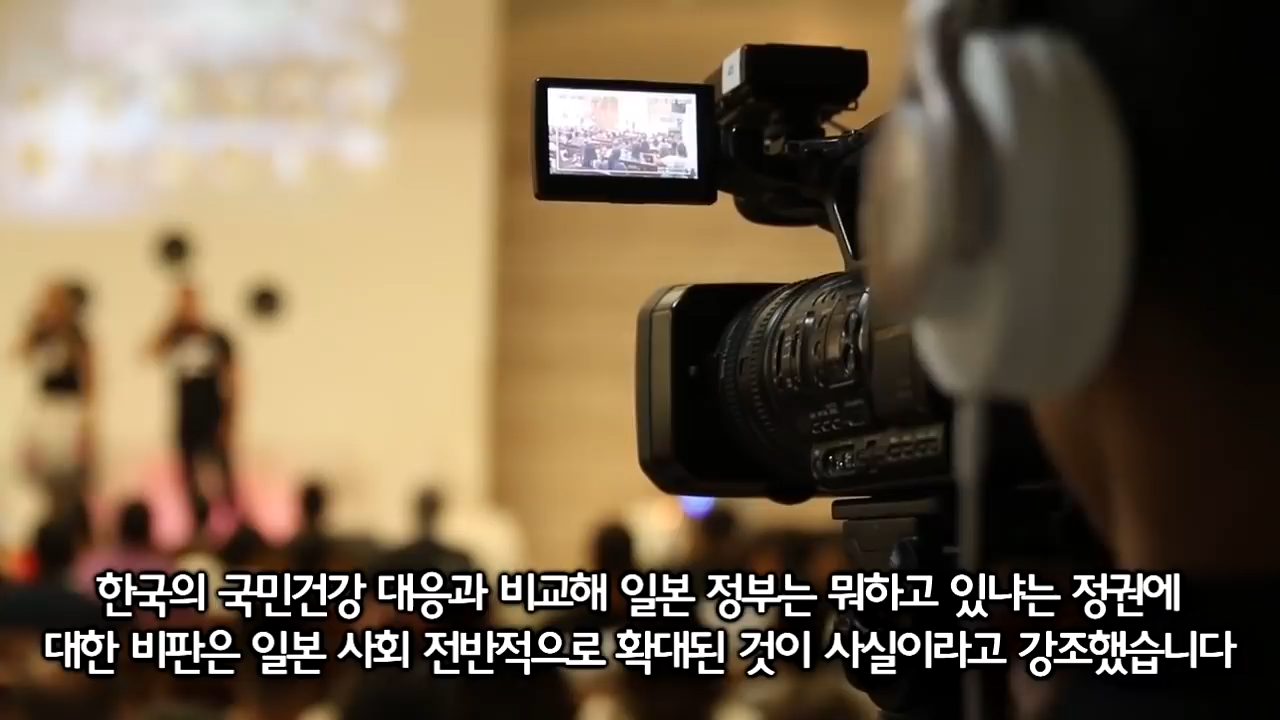 한국의 국민건강 대응과 비교해 일본 정부는 뭐하고 있냐는 정권에
대한 비판은 일본 사회 전반적으로 확대된 것이 사실이라고 강조했습니다